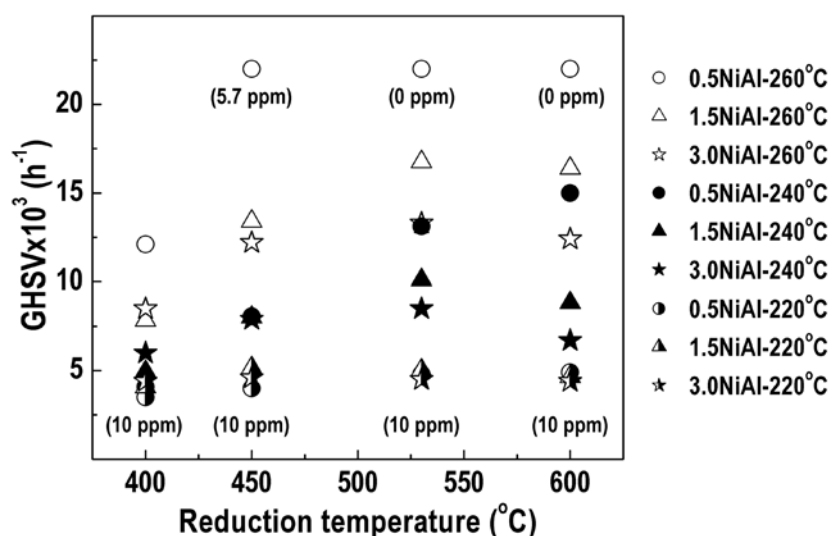 GHSVx10³ (h⁻¹)
20
15
10
5
(5.7 ppm) (0 ppm) (0 ppm)
(10 ppm) (10 ppm) (10 ppm) (10 ppm)
400 450 500 550 600
Reduction temperature (°C)
0.5NiAl-260°C
1.5NiAl-260°C
3.0NiAl-260°C
0.5NiAl-240°C
1.5NiAl-240°C
3.0NiAl-240°C
0.5NiAl-220°C
1.5NiAl-220°C
3.0NiAl-220°C